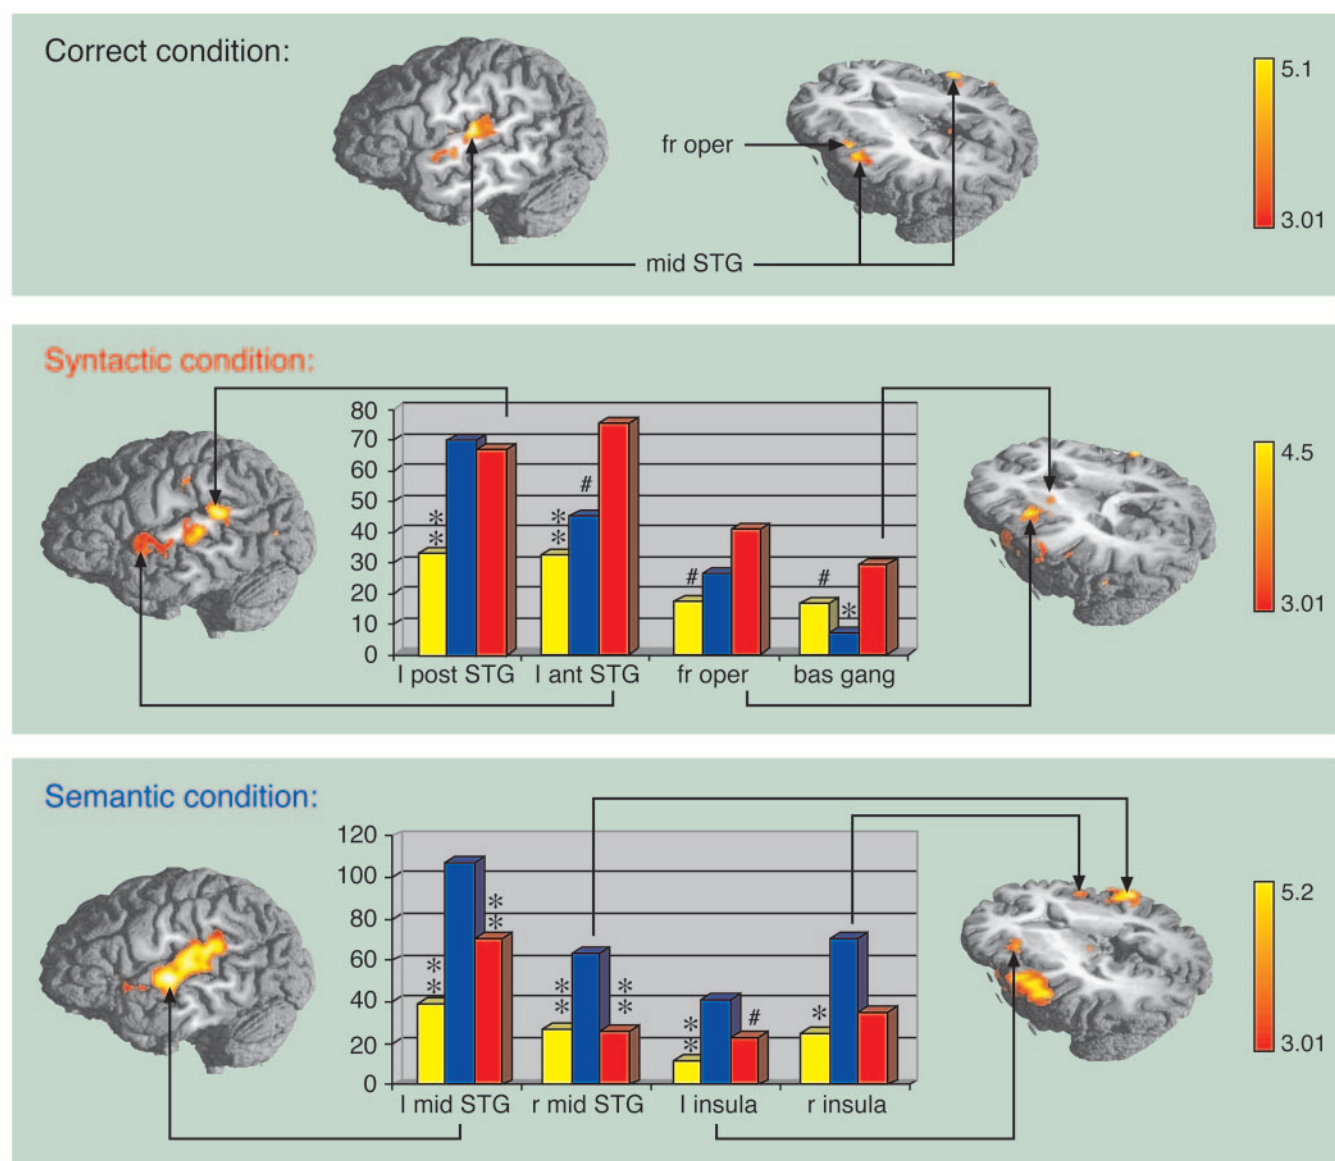 Correct condition:
5.1
fr oper
3.01
mid STG
Syntactic condition:
80
70
60
50
40
30
20
10
0
#
**
**
#
#
*
4.5
3.01
l post STG
l ant STG
fr oper
bas gang
Semantic condition:
120
100
80
60
40
20
0
**
**
**
**
**
#
*
5.2
3.01
l mid STG
r mid STG
l insula
r insula